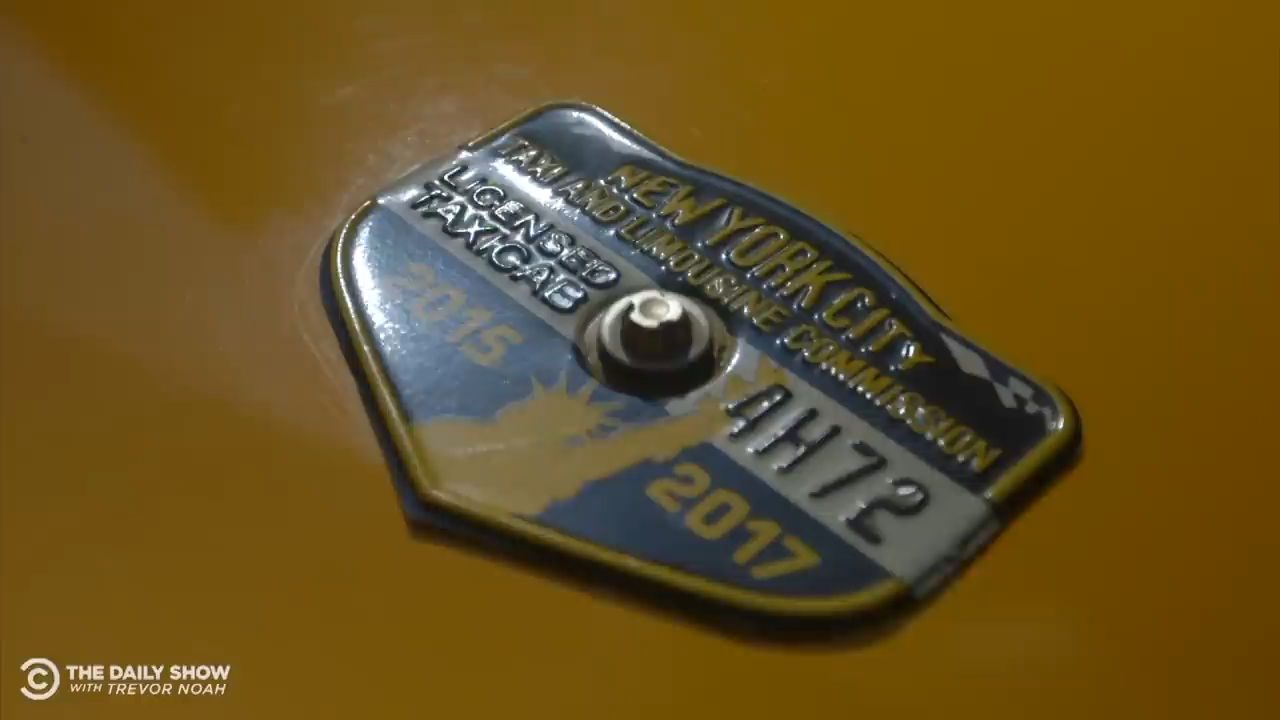 NEW YORK CITY
TAXI AND LIMOUSINE COMMISSION
LICENSED
TAXICAB
4H72
2015
2017
THE DAILY SHOW
WITH TREVOR NOAH